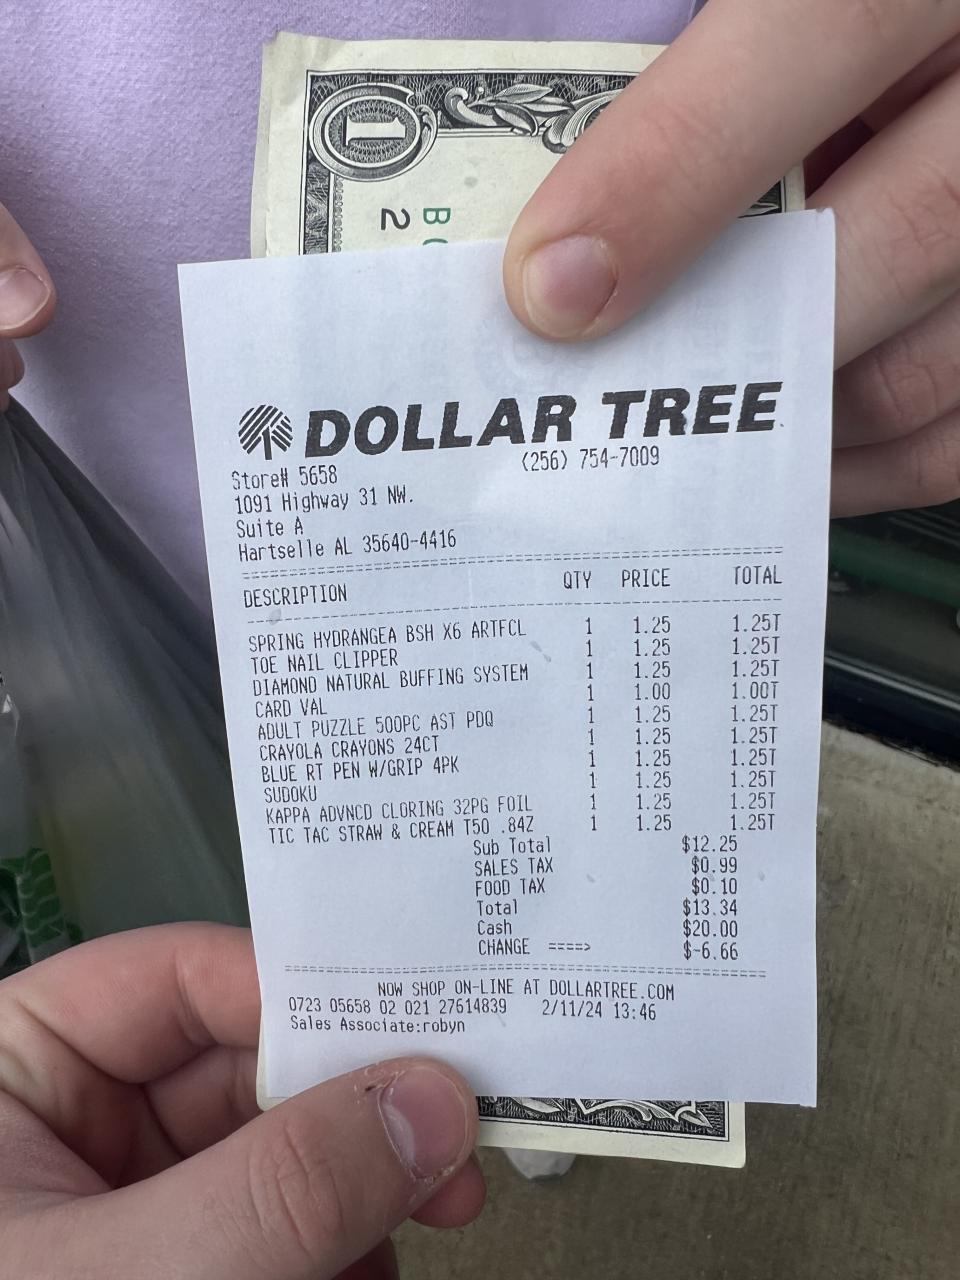 1
B
2
DOLLAR TREE
Store# 5658 (256) 754-7009
1091 Highway 31 NW.
Suite A
Hartselle AL 35640-4416
DESCRIPTION QTY PRICE TOTAL
SPRING HYDRANGEA BSH X6 ARTFCL 1 1.25 1.25T
TOE NAIL CLIPPER 1 1.25 1.25T
DIAMOND NATURAL BUFFING SYSTEM 1 1.25 1.25T
CARD VAL 1 1.00 1.00T
ADULT PUZZLE 500PC AST PDQ 1 1.25 1.25T
CRAYOLA CRAYONS 24CT 1 1.25 1.25T
BLUE RT PEN W/GRIP 4PK 1 1.25 1.25T
SUDOKU 1 1.25 1.25T
KAPPA ADVNCD CLORING 32PG FOIL 1 1.25 1.25T
TIC TAC STRAW & CREAM T50 .84Z 1 1.25 1.25T
Sub Total $12.25
SALES TAX $0.99
FOOD TAX $0.10
Total $13.34
Cash $20.00
CHANGE ====> $-6.66
NOW SHOP ON-LINE AT DOLLARTREE.COM
0723 05658 02 021 27614839 2/11/24 13:46
Sales Associate:robyn